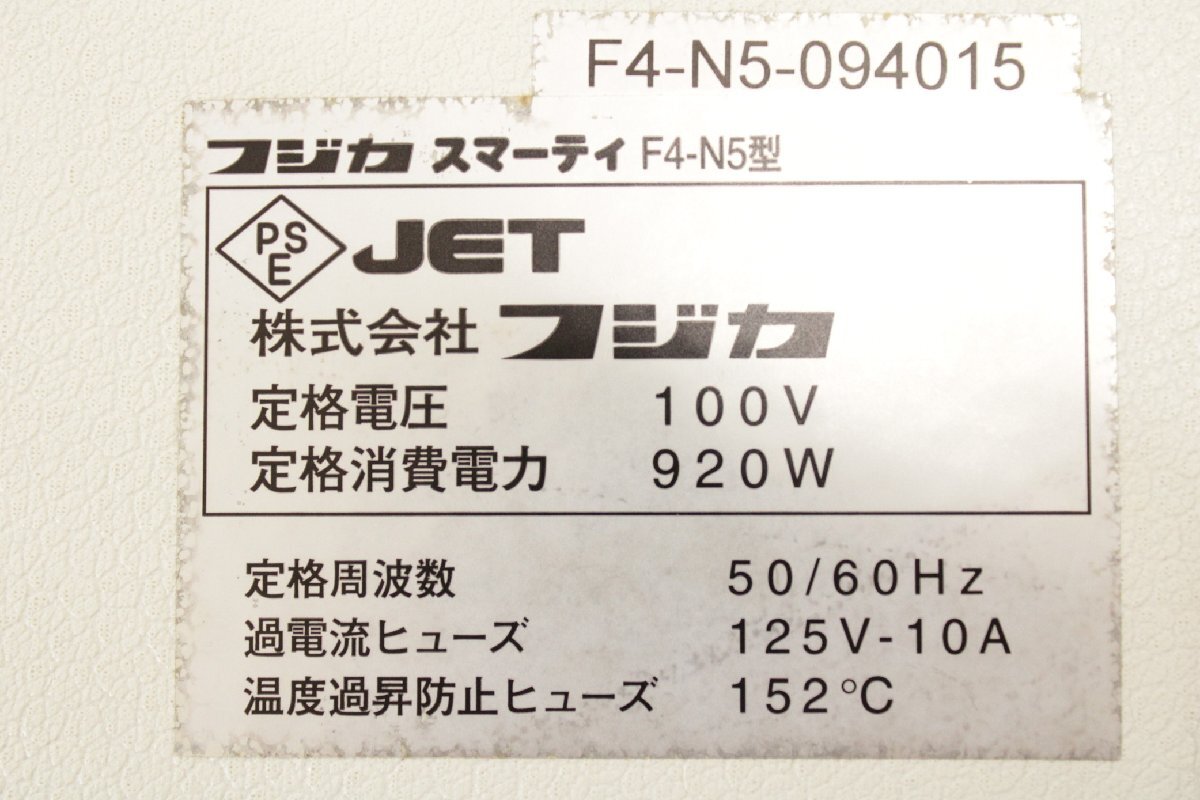 F4-N5-094015
フジカ スマーティ F4-N5型
PSE JET
株式会社 フジカ
定格電圧 100V
定格消費電力 920W
定格周波数 50/60Hz
過電流ヒューズ 125V-10A
温度過昇防止ヒューズ 152°C